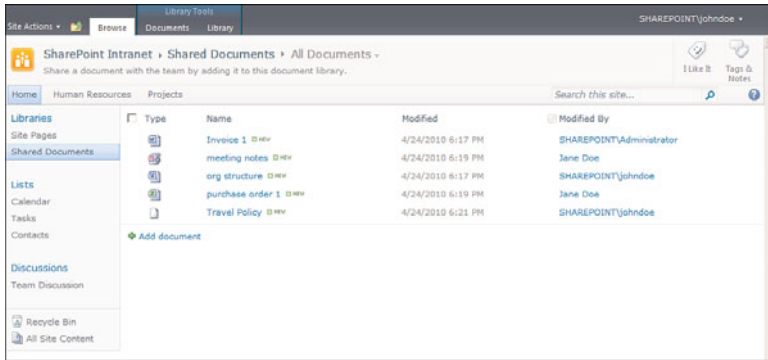 Library Tools
Site Actions Browse Documents Library SHAREPOINT\johndoe
SharePoint Intranet Shared Documents All Documents
Share a document with the team by adding it to this document library.
I Like It Tags & Notes
Home Human Resources Projects Search this site...
Libraries
Site Pages
Shared Documents
Lists
Calendar
Tasks
Contacts
Discussions
Team Discussion
Recycle Bin
All Site Content
Type Name Modified Modified By
Invoice 1 NEW 4/24/2010 6:17 PM SHAREPOINT\Administrator
meeting notes NEW 4/24/2010 6:19 PM Jane Doe
org structure NEW 4/24/2010 6:17 PM SHAREPOINT\johndoe
purchase order 1 NEW 4/24/2010 6:19 PM Jane Doe
Travel Policy NEW 4/24/2010 6:21 PM SHAREPOINT\johndoe
Add document